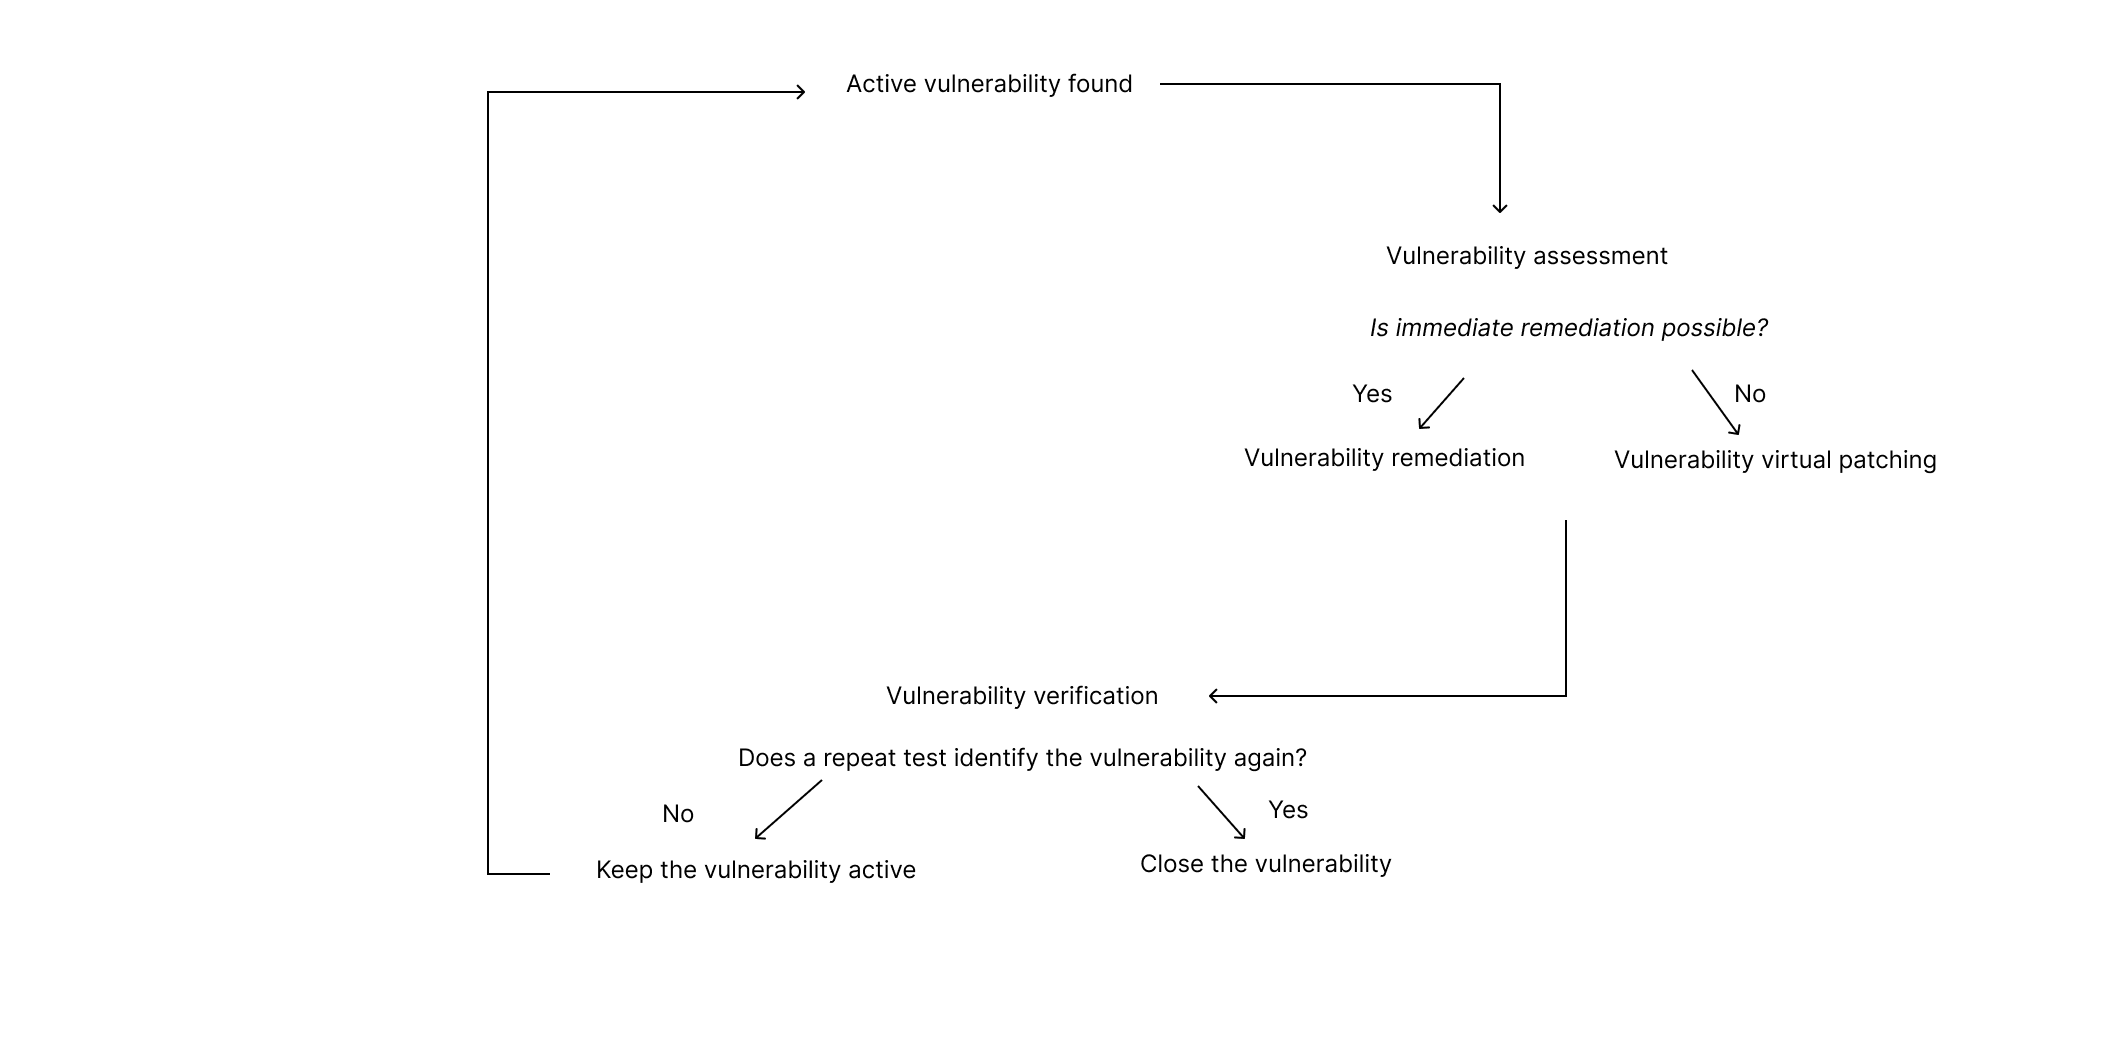 Active vulnerability found
Vulnerability assessment
Is immediate remediation possible?
Yes
No
Vulnerability remediation
Vulnerability virtual patching
Vulnerability verification
Does a repeat test identify the vulnerability again?
No
Yes
Keep the vulnerability active
Close the vulnerability